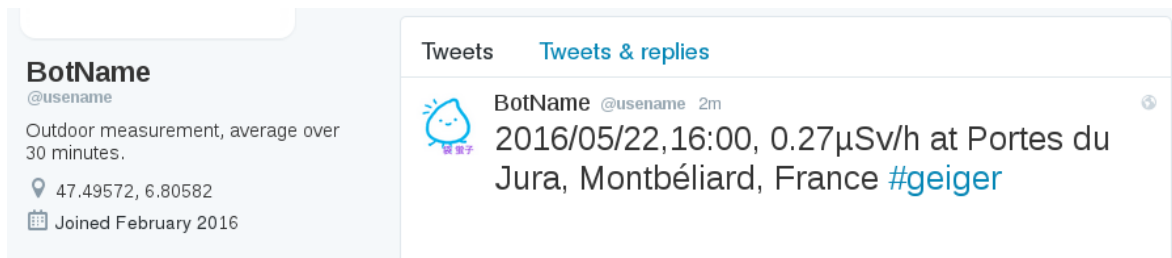 BotName
@usename
Outdoor measurement, average over
30 minutes.
47.49572, 6.80582
Joined February 2016
Tweets Tweets & replies
BotName @usename 2m
2016/05/22,16:00, 0.27µSv/h at Portes du
Jura, Montbéliard, France #geiger